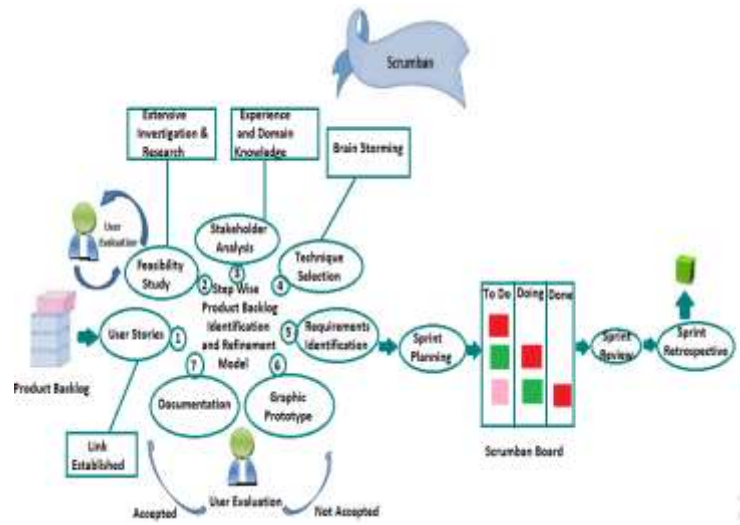 Scrumban
Extensive
Investigation &
Research
Experience
and Domain
Knowledge
Brain Storming
User
Evaluation
Stakeholder
Analysis
Feasibility
Study
Technique
Selection
2
3
4
Step Wise
Product Backlog
Identification
and Refinement
Model
User Stories
1
5
Requirements
Identification
7
6
Documentation
Graphic
Prototype
Product Backlog
Link
Established
Accepted
User Evaluation
Not Accepted
Sprint
Planning
To Do
Doing
Done
Scrumban Board
Sprint
Review
Sprint
Retrospective